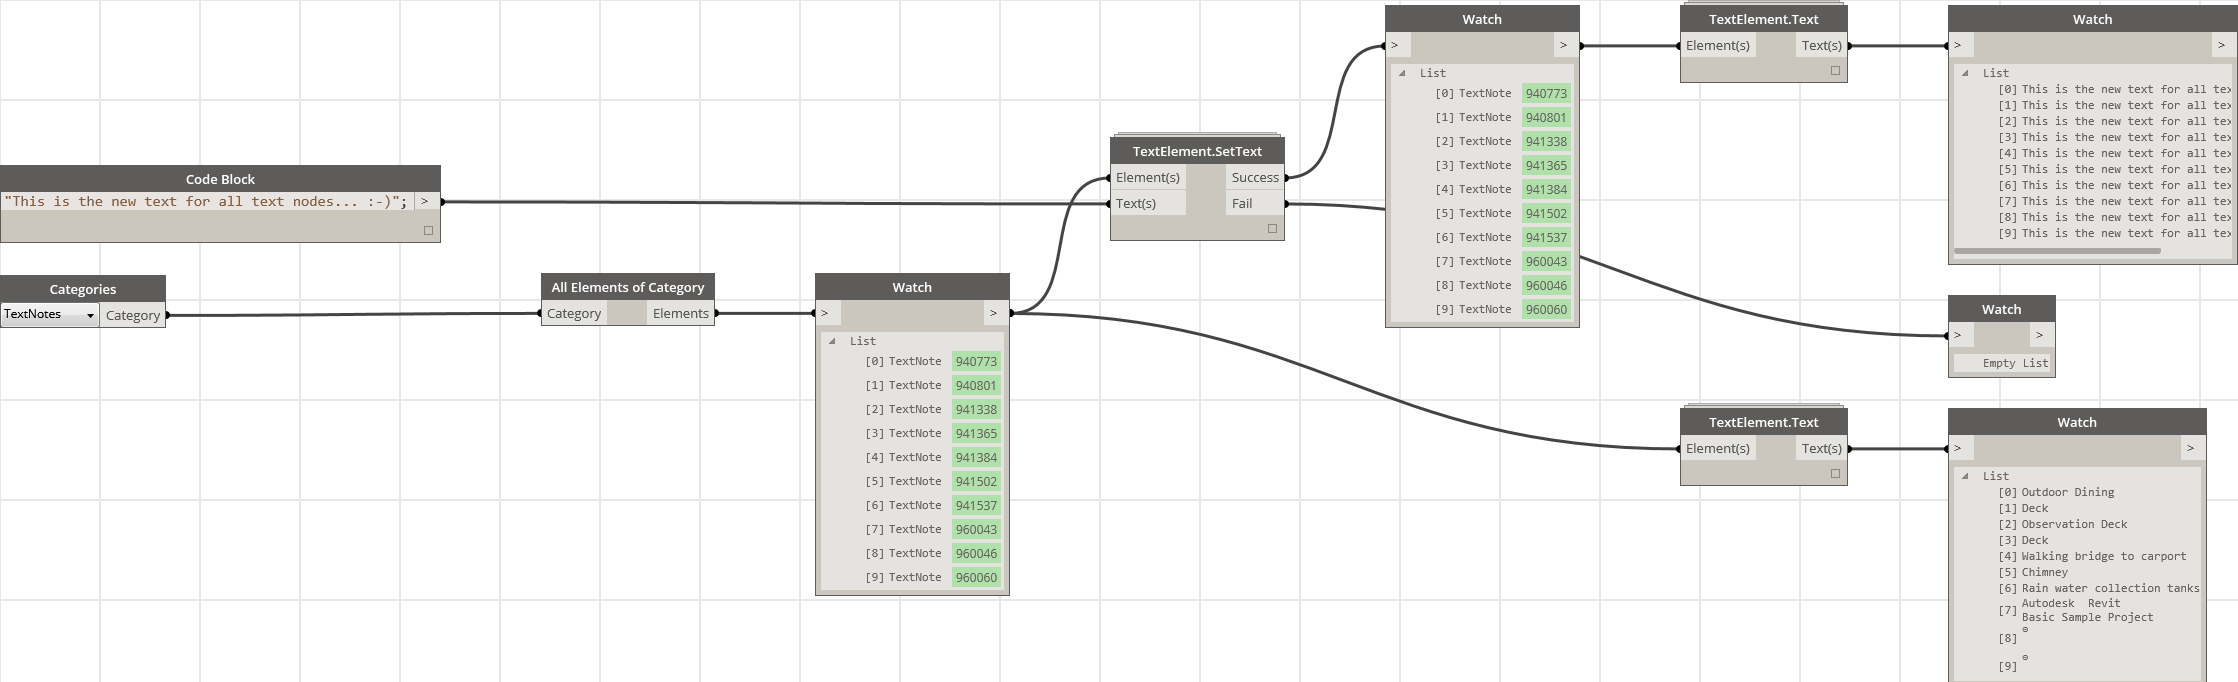 Code Block
"This is the new text for all text nodes... :-)"; >
Categories
TextNotes Category
All Elements of Category
Category Elements
Watch
> >
List
[0] TextNote 940773
[1] TextNote 940801
[2] TextNote 941338
[3] TextNote 941365
[4] TextNote 941384
[5] TextNote 941502
[6] TextNote 941537
[7] TextNote 960043
[8] TextNote 960046
[9] TextNote 960060
TextElement.SetText
Element(s) Success
Text(s) Fail
Watch
> >
List
[0] TextNote 940773
[1] TextNote 940801
[2] TextNote 941338
[3] TextNote 941365
[4] TextNote 941384
[5] TextNote 941502
[6] TextNote 941537
[7] TextNote 960043
[8] TextNote 960046
[9] TextNote 960060
TextElement.Text
Element(s) Text(s)
Watch
> >
List
[0] This is the new text for all tex
[1] This is the new text for all tex
[2] This is the new text for all tex
[3] This is the new text for all tex
[4] This is the new text for all tex
[5] This is the new text for all tex
[6] This is the new text for all tex
[7] This is the new text for all tex
[8] This is the new text for all tex
[9] This is the new text for all tex
Watch
> >
Empty List
TextElement.Text
Element(s) Text(s)
Watch
> >
List
[0] Outdoor Dining
[1] Deck
[2] Observation Deck
[3] Deck
[4] Walking bridge to carport
[5] Chimney
[6] Rain water collection tanks
[7] Autodesk Revit
Basic Sample Project
[8]
[9]